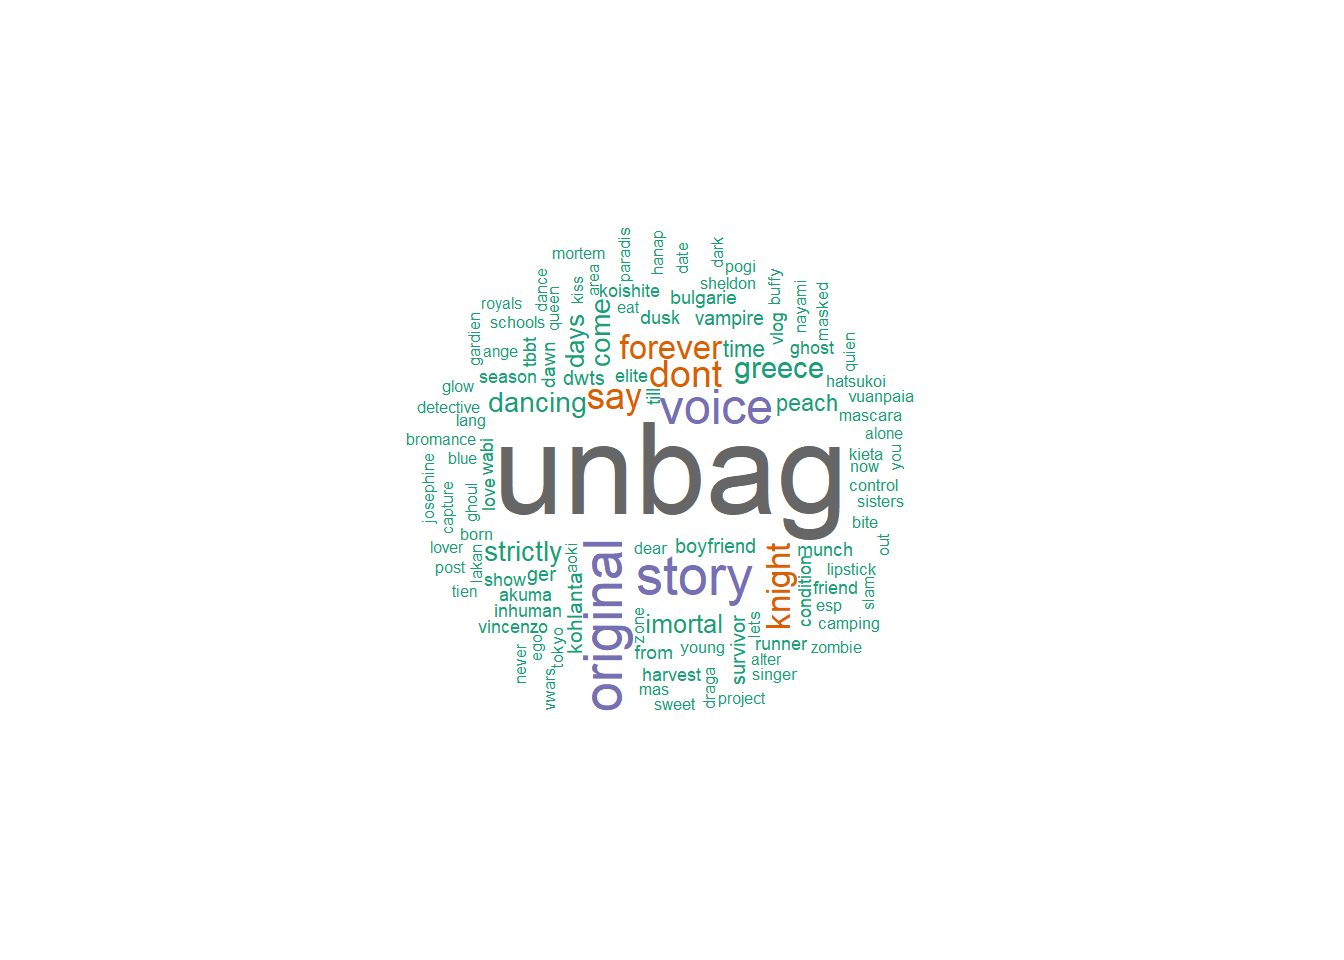 paradis
hanap
date
dark
mortem
pogi
area
sheldon
buffy
dance
queen
kiss
koishite
bulgarie
nayami
masked
royals
eat
schools
days
come
dusk
vampire
vlog
gardien
ange
tbbt
dawn
forever
time
ghost
quien
season
dwts
elite
dont
greece
hatsukoi
glow
till
vuanpaia
detective
dancing
say
voice
peach
mascara
lang
alone
bromance
wabi
you
blue
unbag
kieta
now
josephine
capture
ghoul
love
control
sisters
bite
born
out
lover
lakan
strictly
aoki
original
dear
boyfriend
knight
munch
post
show
ger
story
lipstick
slam
tien
akuma
kohlanta
condition
friend
inhuman
esp
vincenzo
zone
imortal
lets
camping
never
ego
tokyo
from
young
survivor
runner
zombie
vwars
harvest
alter
singer
mas
draga
sweet
project